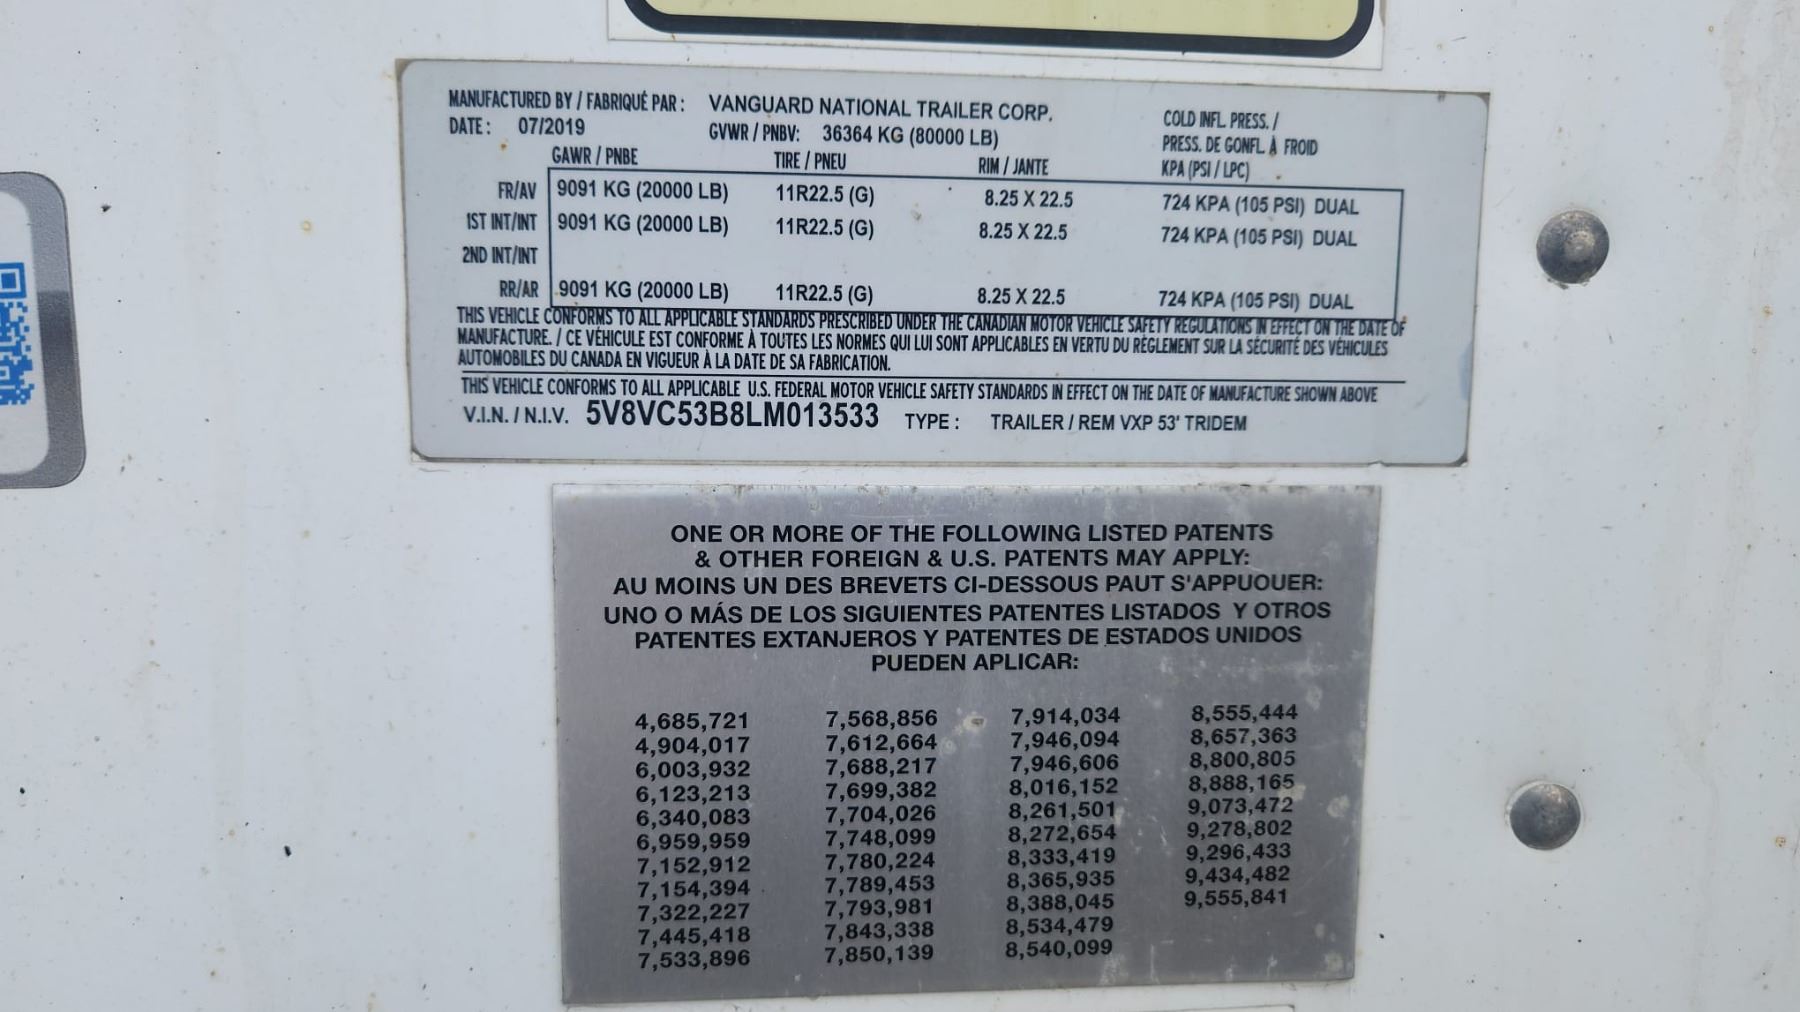 MANUFACTURED BY / FABRIQUÉ PAR : VANGUARD NATIONAL TRAILER CORP.
DATE : 07/2019 GVWR / PNBV: 36364 KG (80000 LB)
COLD INFL. PRESS. /
PRESS. DE GONFL. À FROID
GAWR / PNBE TIRE / PNEU RIM / JANTE KPA (PSI / LPC)
FR/AV 9091 KG (20000 LB) 11R22.5 (G) 8.25 X 22.5 724 KPA (105 PSI) DUAL
1ST INT/INT 9091 KG (20000 LB) 11R22.5 (G) 8.25 X 22.5 724 KPA (105 PSI) DUAL
2ND INT/INT
RR/AR 9091 KG (20000 LB) 11R22.5 (G) 8.25 X 22.5 724 KPA (105 PSI) DUAL
THIS VEHICLE CONFORMS TO ALL APPLICABLE STANDARDS PRESCRIBED UNDER THE CANADIAN MOTOR VEHICLE SAFETY REGULATIONS IN EFFECT ON THE DATE OF
MANUFACTURE. / CE VÉHICULE EST CONFORME À TOUTES LES NORMES QUI LUI SONT APPLICABLES EN VERTU DU RÈGLEMENT SUR LA SÉCURITÉ DES VÉHICULES
AUTOMOBILES DU CANADA EN VIGUEUR À LA DATE DE SA FABRICATION.
THIS VEHICLE CONFORMS TO ALL APPLICABLE U.S. FEDERAL MOTOR VEHICLE SAFETY STANDARDS IN EFFECT ON THE DATE OF MANUFACTURE SHOWN ABOVE
V.I.N. / N.I.V. 5V8VC53B8LM013533 TYPE : TRAILER / REM VXP 53' TRIDEM
ONE OR MORE OF THE FOLLOWING LISTED PATENTS
& OTHER FOREIGN & U.S. PATENTS MAY APPLY:
AU MOINS UN DES BREVETS CI-DESSOUS PAUT S'APPUOUER:
UNO O MÁS DE LOS SIGUIENTES PATENTES LISTADOS Y OTROS
PATENTES EXTANJEROS Y PATENTES DE ESTADOS UNIDOS
PUEDEN APLICAR:
4,685,721 7,568,856 7,914,034 8,555,444
4,904,017 7,612,664 7,946,094 8,657,363
6,003,932 7,688,217 7,946,606 8,800,805
6,123,213 7,699,382 8,016,152 8,888,165
6,340,083 7,704,026 8,261,501 9,073,472
6,959,959 7,748,099 8,272,654 9,278,802
7,152,912 7,780,224 8,333,419 9,296,433
7,154,394 7,789,453 8,365,935 9,434,482
7,322,227 7,793,981 8,388,045 9,555,841
7,445,418 7,843,338 8,534,479
7,533,896 7,850,139 8,540,099